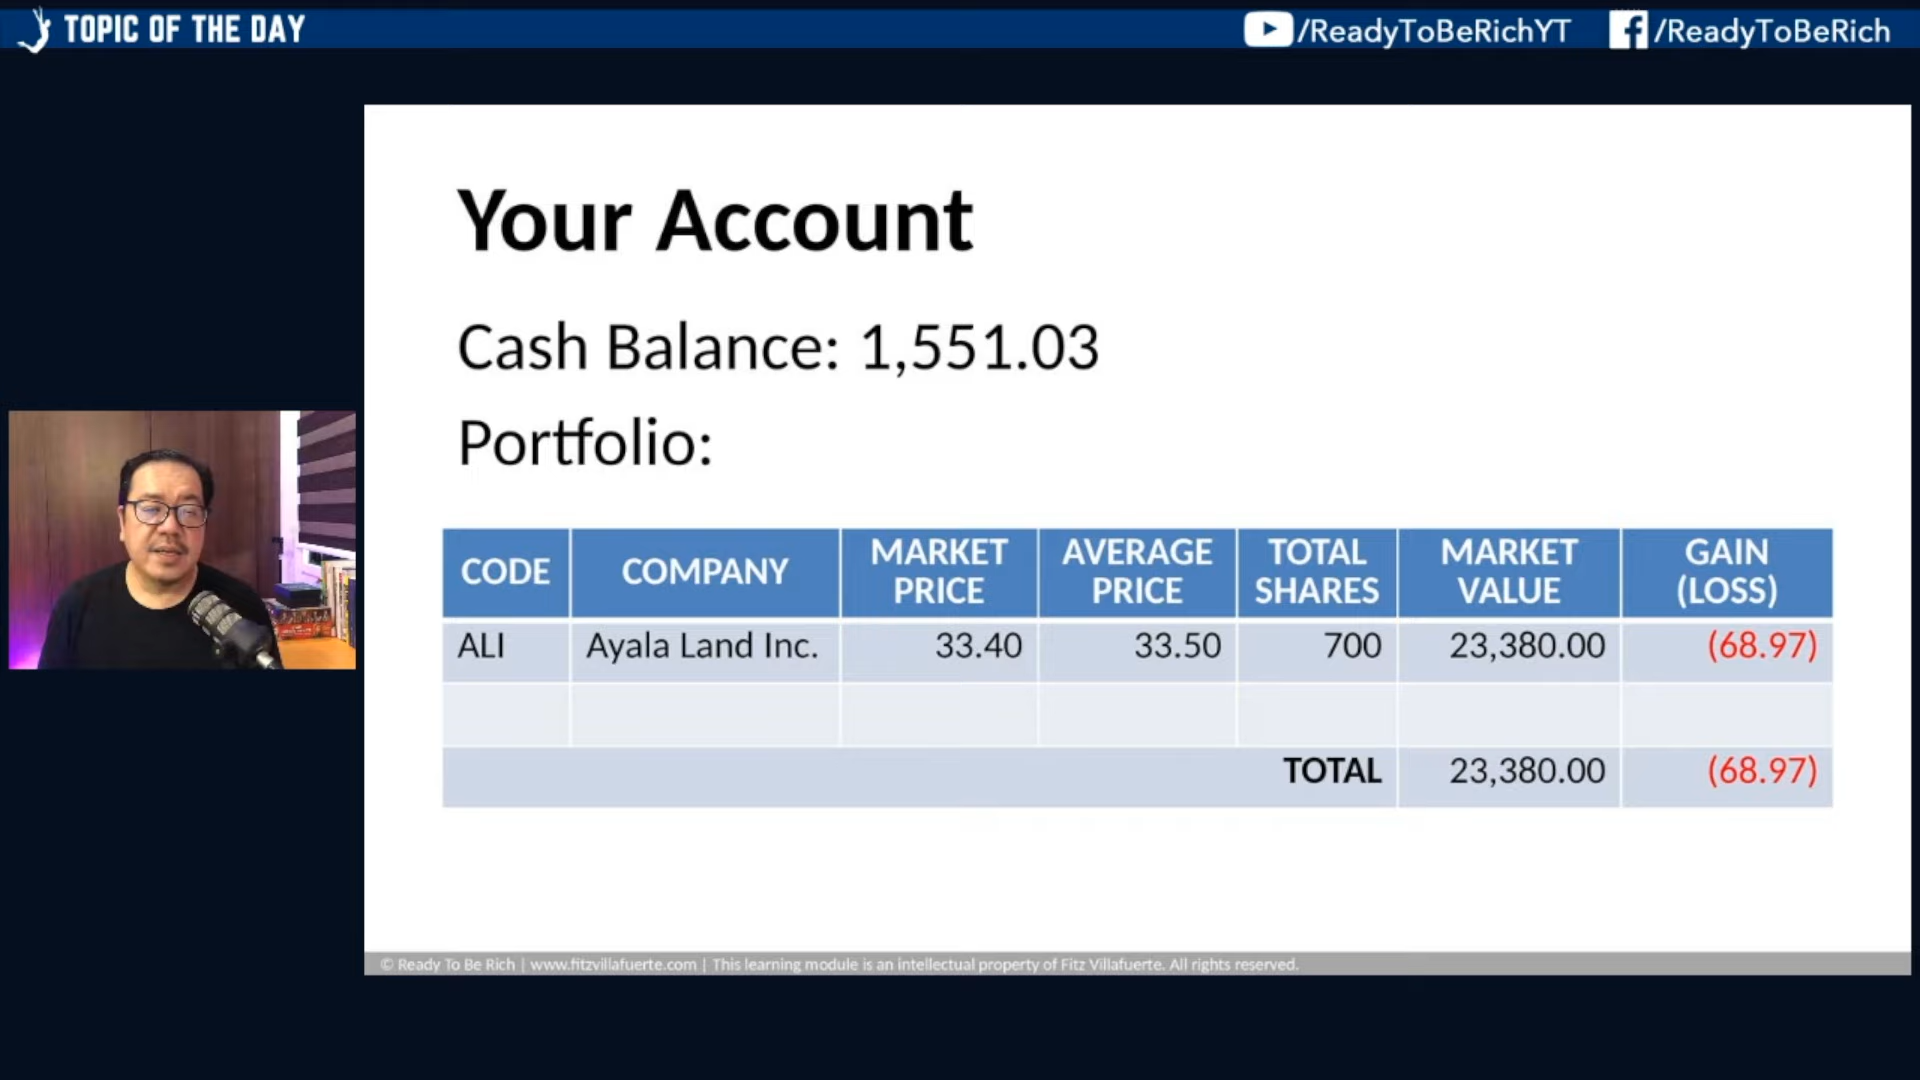 TOPIC OF THE DAY
/ReadyToBeRichYT
/ReadyToBeRich
Your Account
Cash Balance: 1,551.03
Portfolio:
CODE COMPANY MARKET PRICE AVERAGE PRICE TOTAL SHARES MARKET VALUE GAIN (LOSS)
ALI Ayala Land Inc. 33.40 33.50 700 23,380.00 (68.97)
TOTAL 23,380.00 (68.97)
© Ready To Be Rich | www.fitzvillafuerte.com | This learning module is an intellectual property of Fitz Villafuerte. All rights reserved.